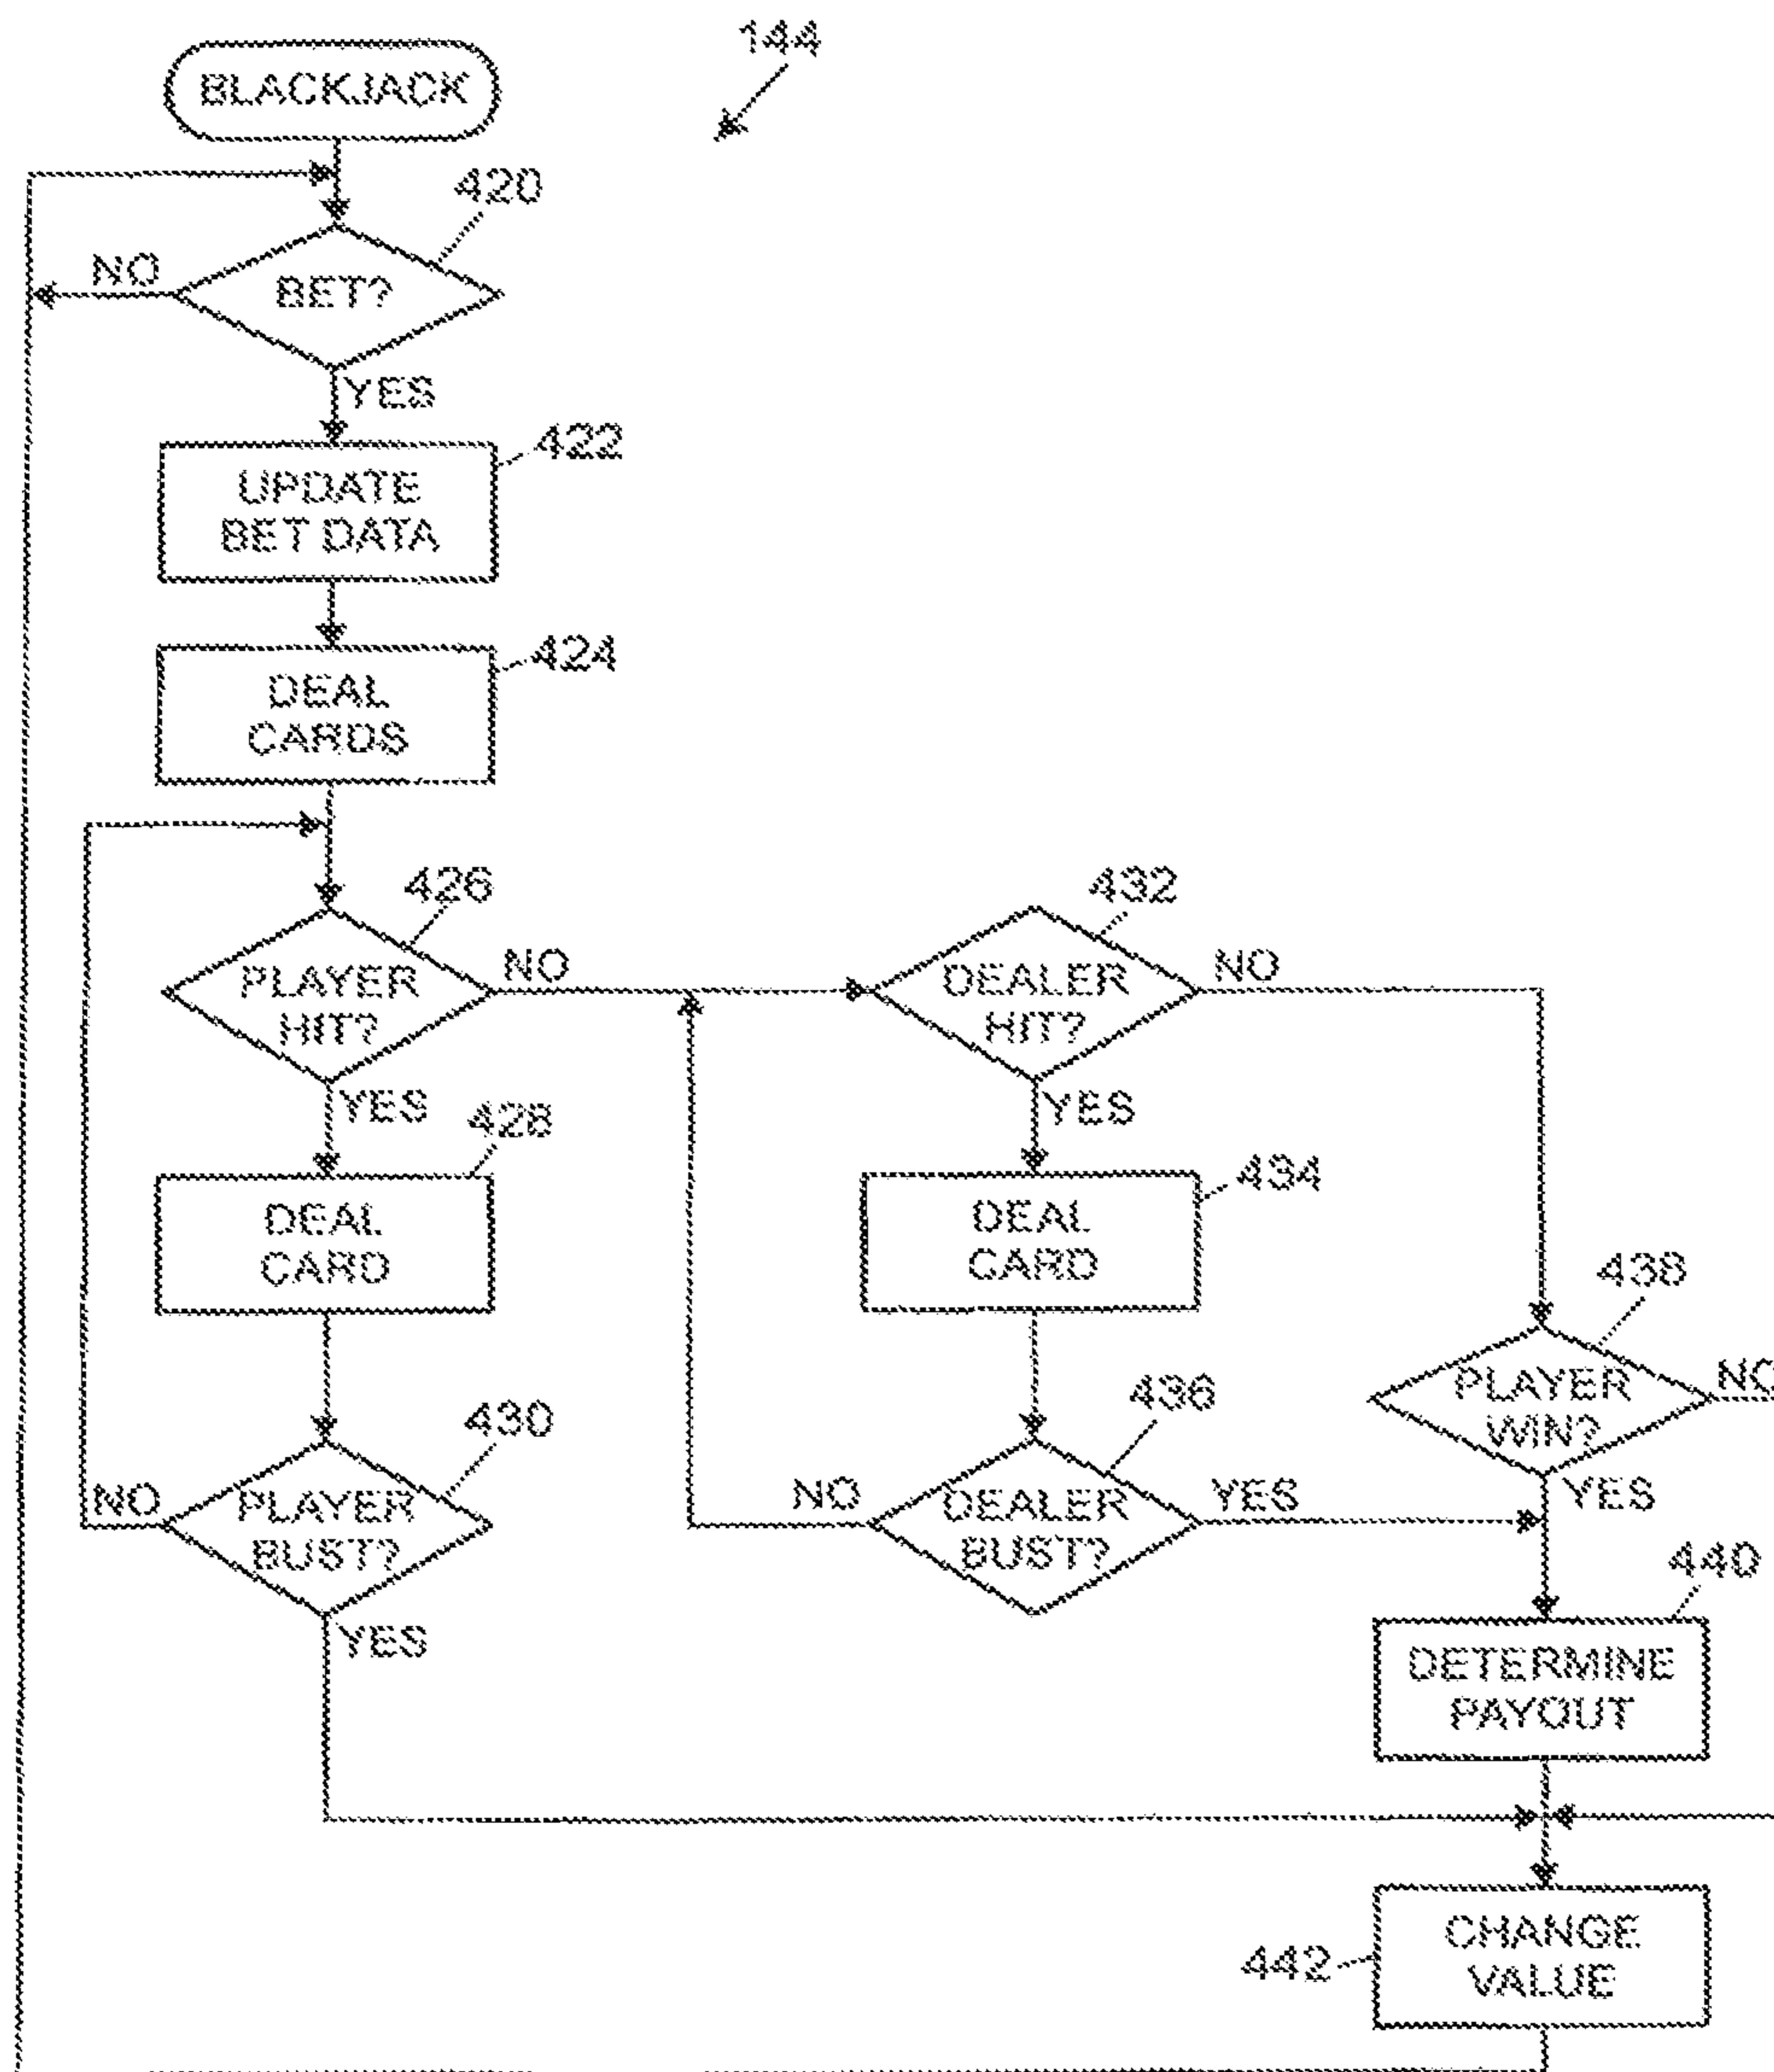 144
BLACKJACK
420
NO
BET?
YES
422
UPDATE
BET DATA
424
DEAL
CARDS
426
432
NO
NO
PLAYER
HIT?
DEALER
HIT?
YES
YES
428
434
DEAL
CARD
DEAL
CARD
438
NO
PLAYER
WIN?
430
436
NO
PLAYER
BUST?
NO
DEALER
BUST?
YES
YES
YES
440
DETERMINE
PAYOUT
442
CHANGE
VALUE